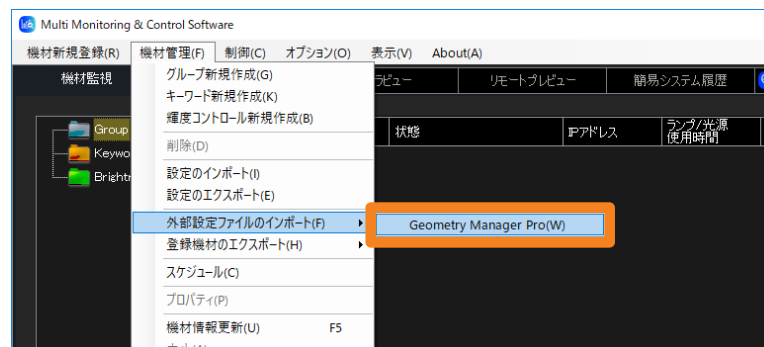 Multi Monitoring & Control Software
機材新規登録(R) 機材管理(F) 制御(C) オプション(O) 表示(V) About(A)
機材監視 ラビュー リモートプレビュー 簡易システム履歴
グループ新規作成(G)
キーワード新規作成(K)
輝度コントロール新規作成(B)
削除(D)
設定のインポート(I)
設定のエクスポート(E)
外部設定ファイルのインポート(F)
Geometry Manager Pro(W)
登録機材のエクスポート(H)
スケジュール(C)
プロパティ(P)
機材情報更新(U) F5
Group
Keywo
Bright
状態 IPアドレス ランプ/光源
使用時間